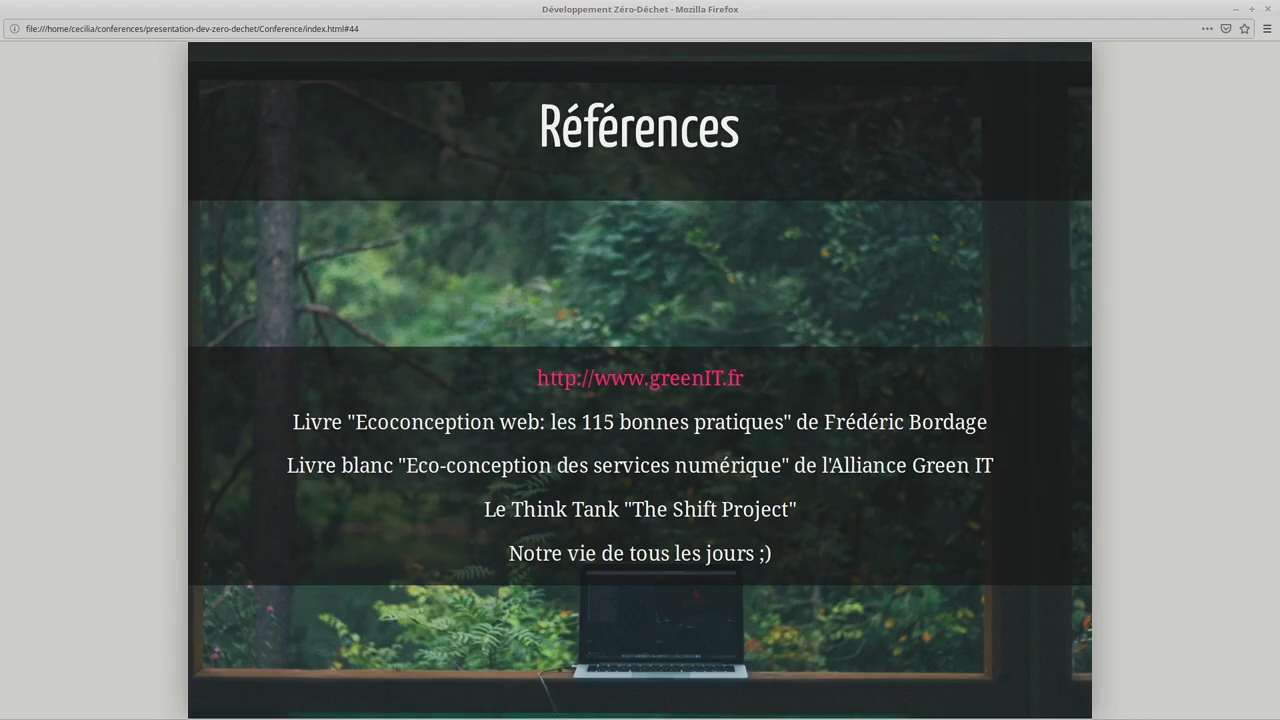 Développement Zéro-Déchet - Mozilla Firefox
file:///home/cecilia/conferences/presentation-dev-zero-dechet/Conference/index.html#44
Références
http://www.greenIT.fr
Livre "Ecoconception web: les 115 bonnes pratiques" de Frédéric Bordage
Livre blanc "Eco-conception des services numérique" de l'Alliance Green IT
Le Think Tank "The Shift Project"
Notre vie de tous les jours ;)